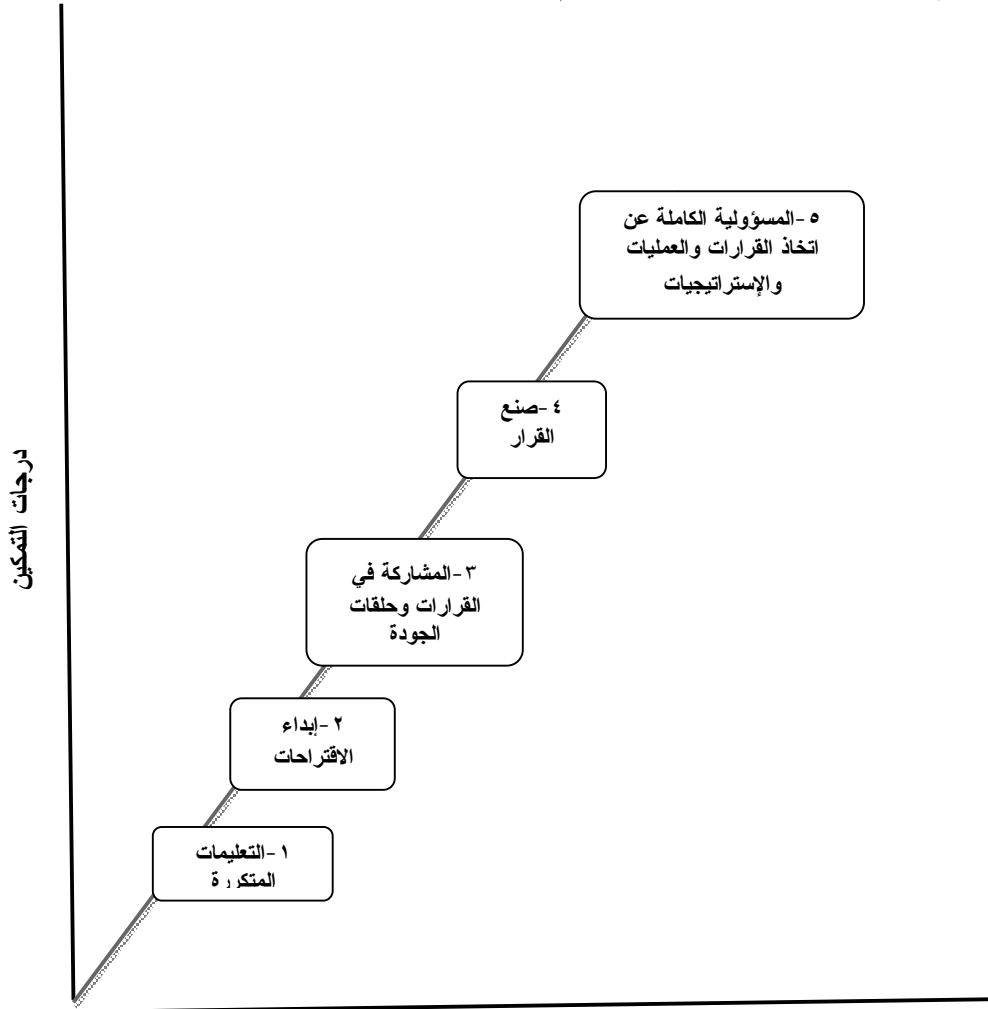 ٥-المسؤولية الكاملة عن
اتخاذ القرارات والعمليات
والإستراتيجيات
٤-صنع
القرار
درجات التمكين
٣-المشاركة في
القرارات وحلقات
الجودة
٢-إبداء
الاقتراحات
١-التعليمات
المتكررة